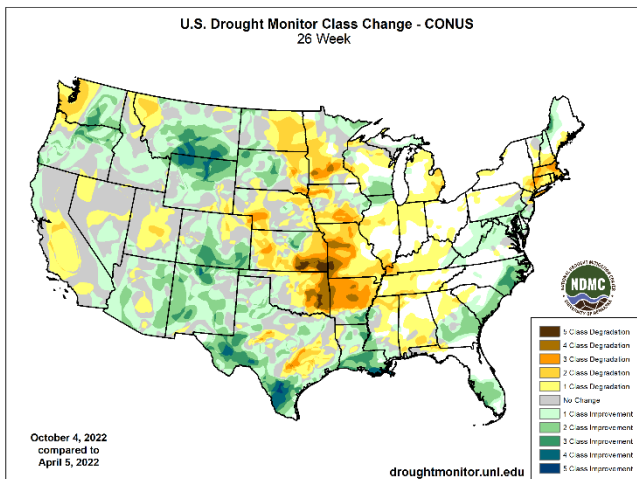 U.S. Drought Monitor Class Change - CONUS
26 Week
NDMC
5 Class Degradation
4 Class Degradation
3 Class Degradation
2 Class Degradation
1 Class Degradation
No Change
1 Class Improvement
2 Class Improvement
3 Class Improvement
4 Class Improvement
5 Class Improvement
October 4, 2022
compared to
April 5, 2022
droughtmonitor.unl.edu